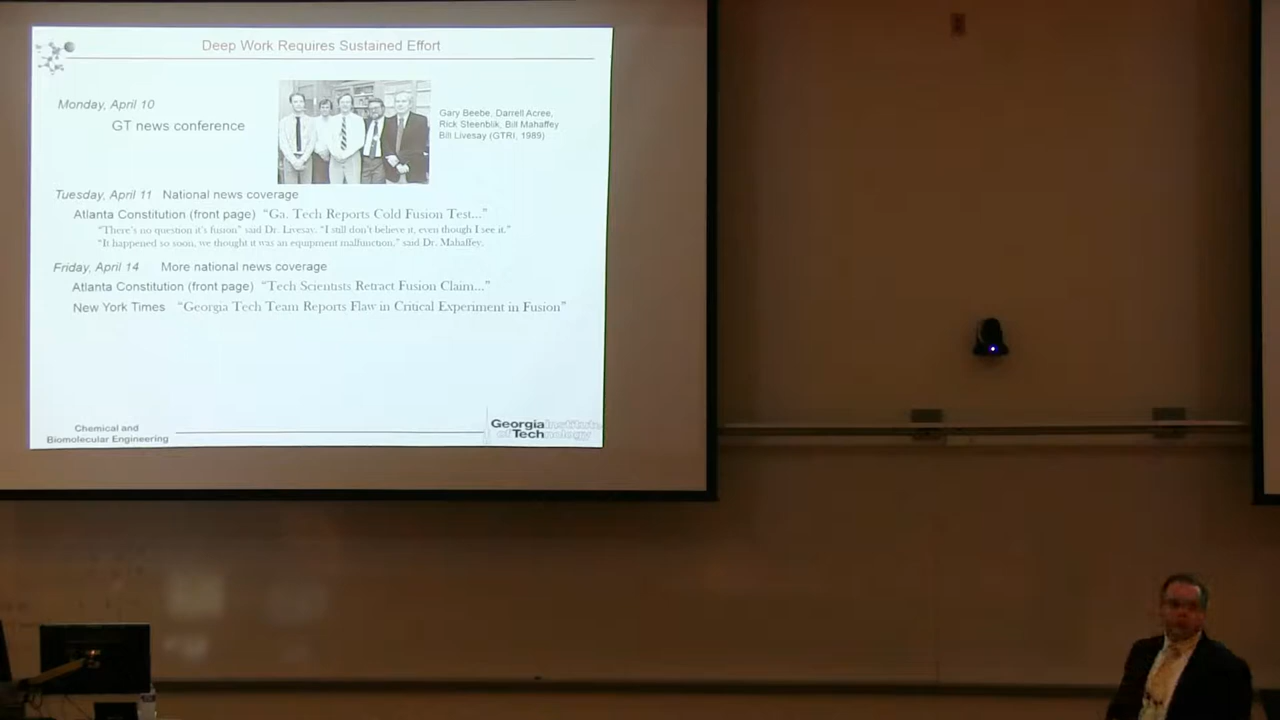 Deep Work Requires Sustained Effort
Monday, April 10
GT news conference
Gary Beebe, Darrell Acree,
Rick Steenblik, Bill Mahaffey
Bill Livesay (GTRI, 1989)
Tuesday, April 11 National news coverage
Atlanta Constitution (front page) “Ga. Tech Reports Cold Fusion Test...”
“There's no question it's fusion” said Dr. Livesay. “I still don't believe it, even though I see it.”
“It happened so soon, we thought it was an equipment malfunction,” said Dr. Mahaffey.
Friday, April 14 More national news coverage
Atlanta Constitution (front page) “Tech Scientists Retract Fusion Claim...”
New York Times “Georgia Tech Team Reports Flaw in Critical Experiment in Fusion”
Chemical and
Biomolecular Engineering
Georgia Institute
of Technology